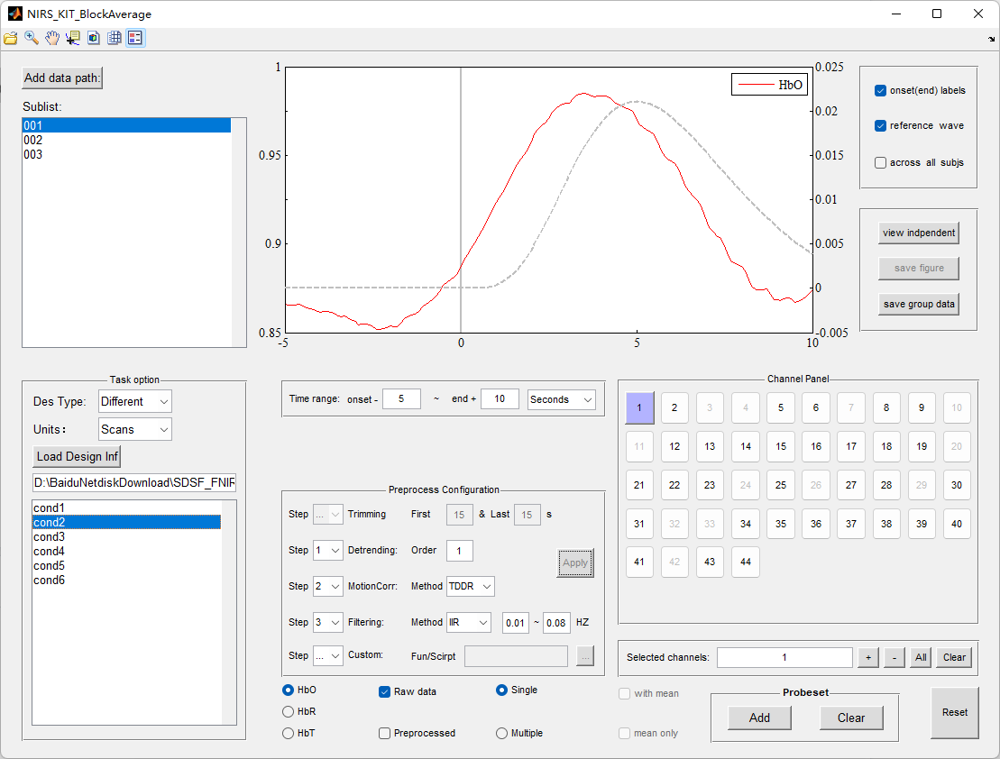 NIRS_KIT_BlockAverage
Add data path:
Sublist:
001
002
003
1
0.95
0.9
0.85
-5
0
5
10
0.025
0.02
0.015
0.01
0.005
0
-0.005
HbO
onset(end) labels
reference wave
across all subjs
view indpendent
save figure
save group data
Task option
Des Type: Different
Units: Scans
Load Design Inf
D:\BaiduNetdiskDownload\SDSF_FNIR
cond1
cond2
cond3
cond4
cond5
cond6
Time range: onset - 5 ~ end + 10 Seconds
Preprocess Configuration
Step ... Trimming First 15 & Last 15 s
Step 1 Detrending: Order 1
Apply
Step 2 MotionCorr: Method TDDR
Step 3 Filtering: Method IIR 0.01 ~ 0.08 HZ
Step ... Custom: Fun/Scirpt ...
HbO
HbR
HbT
Raw data
Preprocessed
Single
Multiple
Channel Panel
1 2 3 4 5 6 7 8 9 10
11 12 13 14 15 16 17 18 19 20
21 22 23 24 25 26 27 28 29 30
31 32 33 34 35 36 37 38 39 40
41 42 43 44
Selected channels: 1 + - All Clear
with mean
mean only
Probeset
Add Clear
Reset